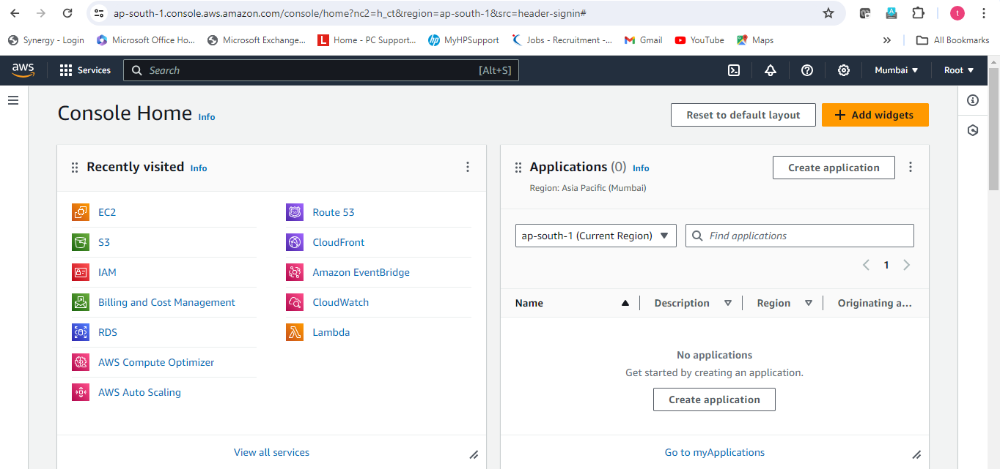 ap-south-1.console.aws.amazon.com/console/home?nc2=h_ct&region=ap-south-1&src=header-signin#
t
Synergy - Login
Microsoft Office Ho...
Microsoft Exchange...
L
Home - PC Support...
hp
MyHPSupport
Jobs - Recruitment -...
Gmail
YouTube
Maps
All Bookmarks
aws
Services
Search
[Alt+S]
Mumbai
Root
Console Home Info
Reset to default layout
+ Add widgets
Recently visited Info
EC2
S3
IAM
Billing and Cost Management
RDS
AWS Compute Optimizer
AWS Auto Scaling
Route 53
CloudFront
Amazon EventBridge
CloudWatch
Lambda
View all services
Applications (0) Info
Region: Asia Pacific (Mumbai)
Create application
ap-south-1 (Current Region)
Find applications
1
Name
Description
Region
Originating a...
No applications
Get started by creating an application.
Create application
Go to myApplications